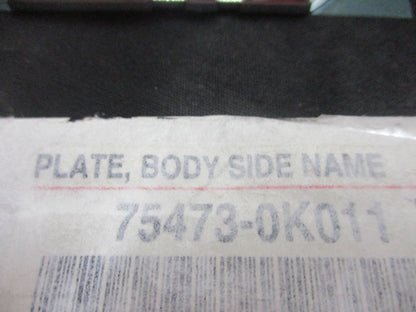 PLATE, BODY SIDE NAME
75473-0K011